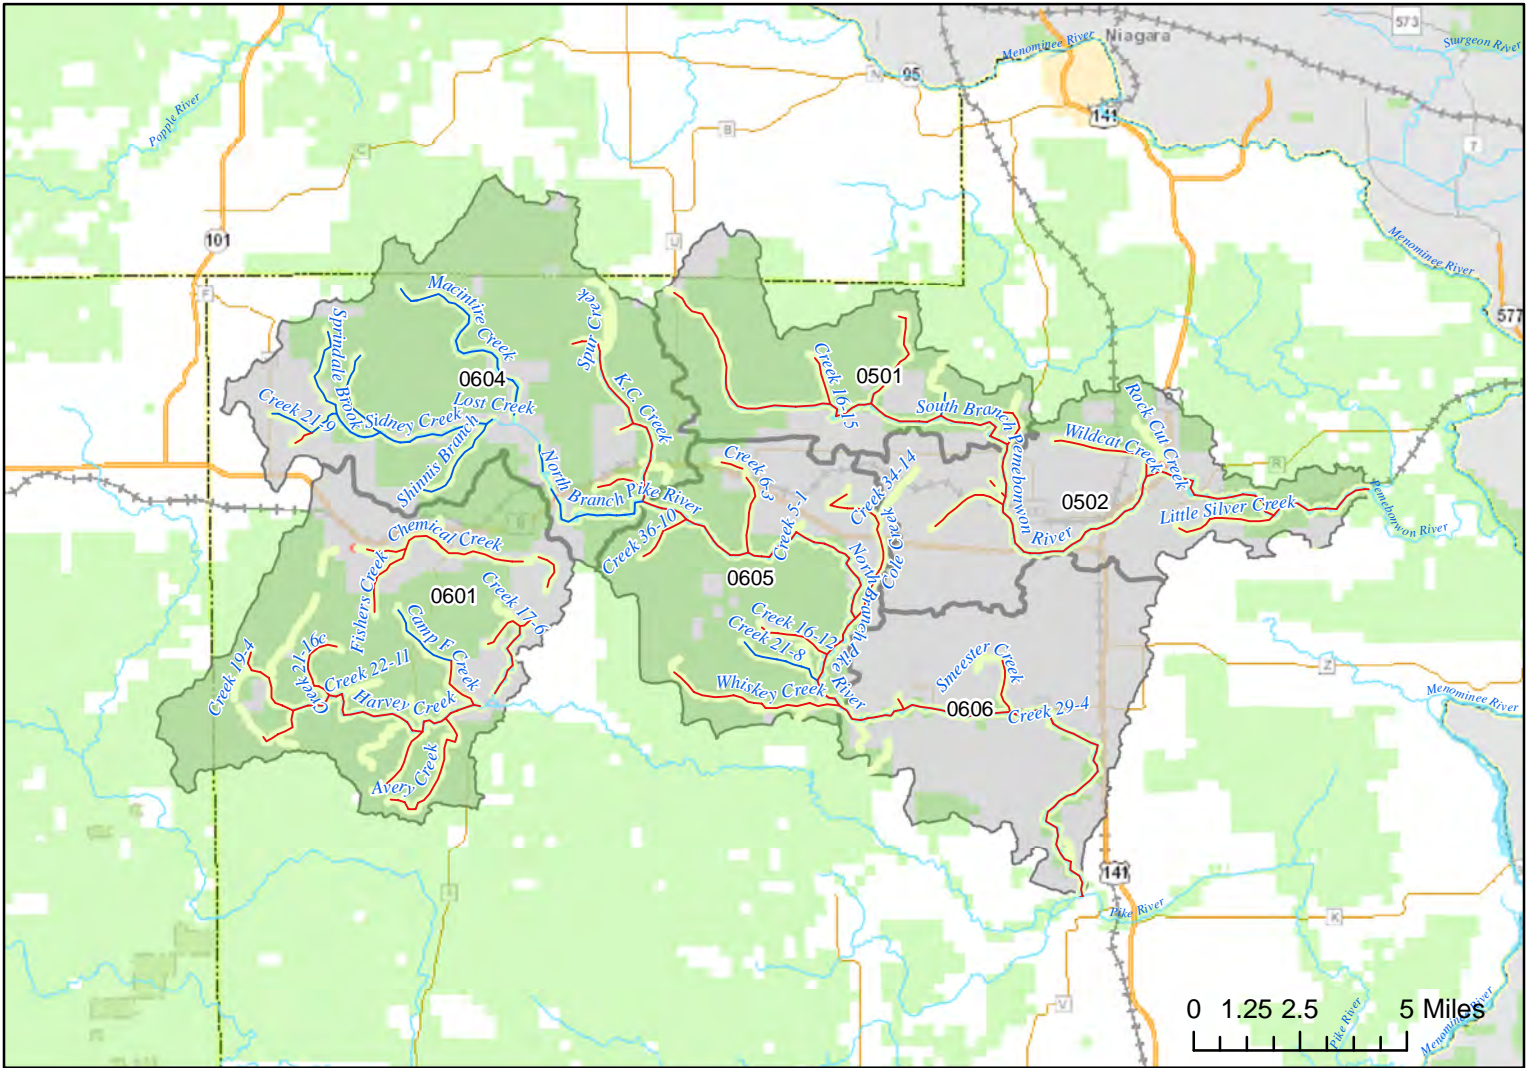 573
Niagara
Menominee River
Sturgeon River
N
95
141
Popple River
B
T
C
101
U
Menominee River
F
577
Macintire Creek
Spur Creek
Sprindale Brook
0604
K.C. Creek
Creek 16-15
0501
Creek 21-9
Lost Creek
Sidney Creek
South Branch Pemebonwon River
Rock Cut Creek
Wildcat Creek
Shinnis Branch
North Branch Pike River
Creek 6-3
Creek 34-14
R
0502
Little Silver Creek
Pemebonwon River
Creek 5-1
Creek 36-10
Chemical Creek
Fishers Creek
Cole Creek
North Branch Pike River
0601
0605
Creek 17-6
Camp F Creek
Creek 16-12
Creek 21-8
Creek 19-4
Creek 21-16c
Creek 22-11
Harvey Creek
Whiskey Creek
Smeester Creek
0606
Creek 29-4
Z
Menominee River
Avery Creek
141
Pike River
K
V
Pike River
Menominee River
0 1.25 2.5 5 Miles